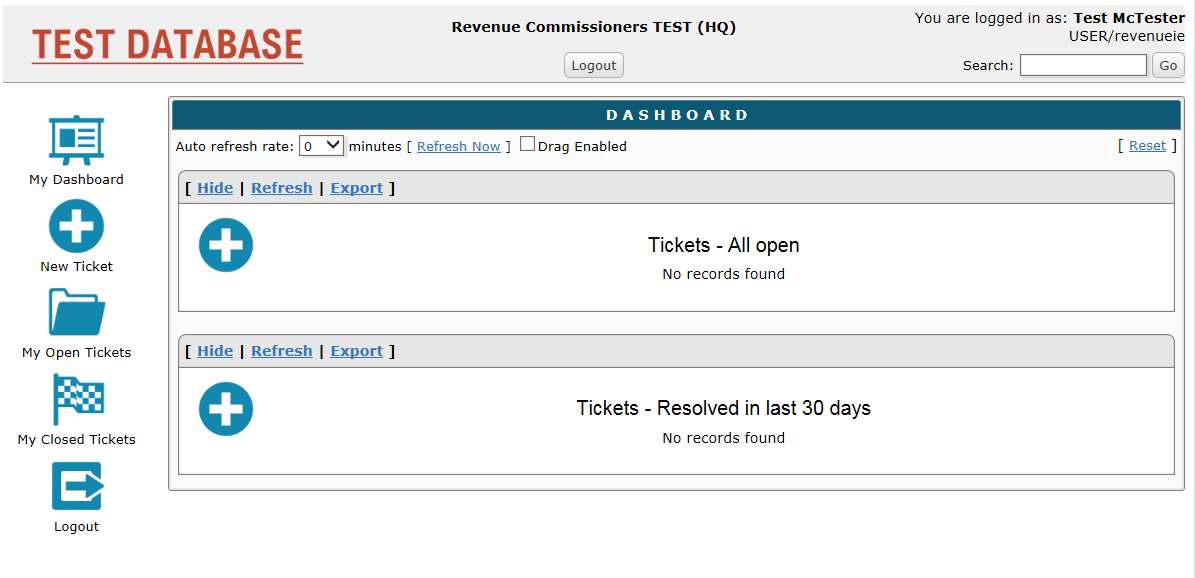 TEST DATABASE
Revenue Commissioners TEST (HQ)
Logout
You are logged in as: Test McTester
USER/revenueie
Search: Go
My Dashboard
New Ticket
My Open Tickets
My Closed Tickets
Logout
DASHBOARD
Auto refresh rate: 0 minutes [ Refresh Now ] Drag Enabled [ Reset ]
[ Hide | Refresh | Export ]
Tickets - All open
No records found
[ Hide | Refresh | Export ]
Tickets - Resolved in last 30 days
No records found